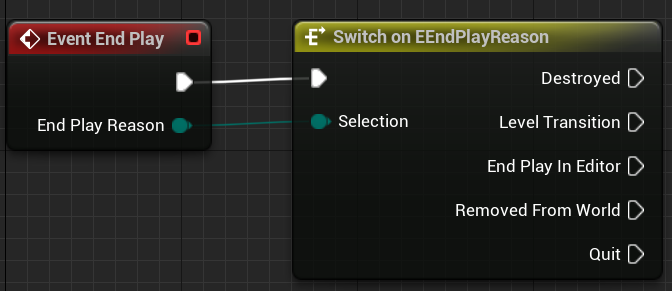 Event End Play
End Play Reason
Switch on EEndPlayReason
Selection
Destroyed
Level Transition
End Play In Editor
Removed From World
Quit